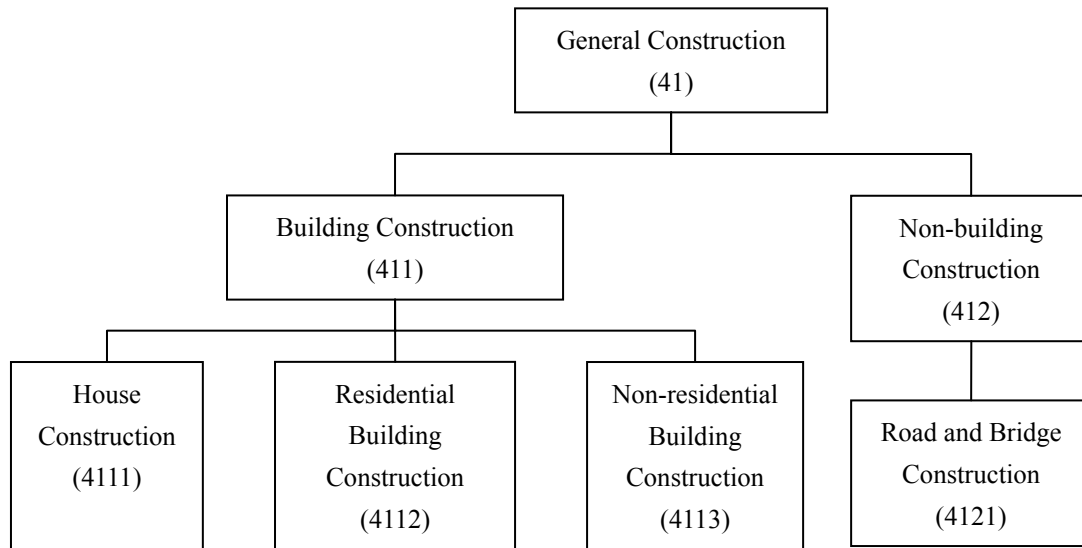 General Construction
(41)
Building Construction
(411)
Non-building
Construction
(412)
House
Construction
(4111)
Residential
Building
Construction
(4112)
Non-residential
Building
Construction
(4113)
Road and Bridge
Construction
(4121)